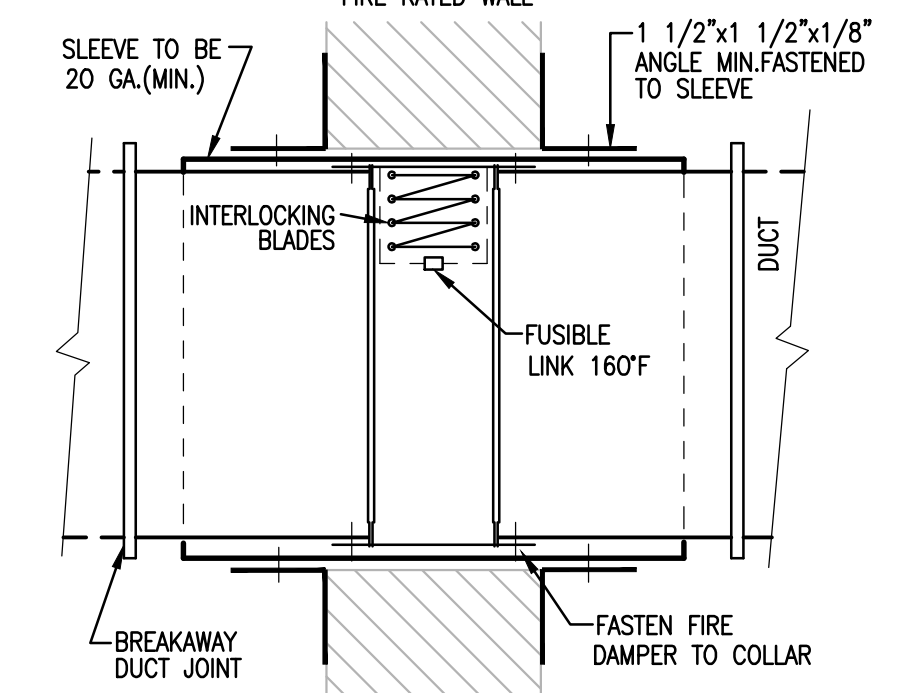 FIRE RATED WALL
SLEEVE TO BE
20 GA.(MIN.)
1 1/2"x1 1/2"x1/8"
ANGLE MIN.FASTENED
TO SLEEVE
INTERLOCKING
BLADES
DUCT
FUSIBLE
LINK 160°F
BREAKAWAY
DUCT JOINT
FASTEN FIRE
DAMPER TO COLLAR